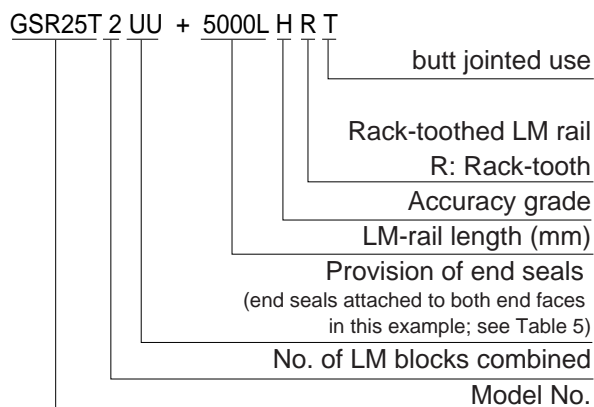 GSR25T 2 UU + 5000L H R T
butt jointed use
Rack-toothed LM rail
R: Rack-tooth
Accuracy grade
LM-rail length (mm)
Provision of end seals
(end seals attached to both end faces
in this example; see Table 5)
No. of LM blocks combined
Model No.